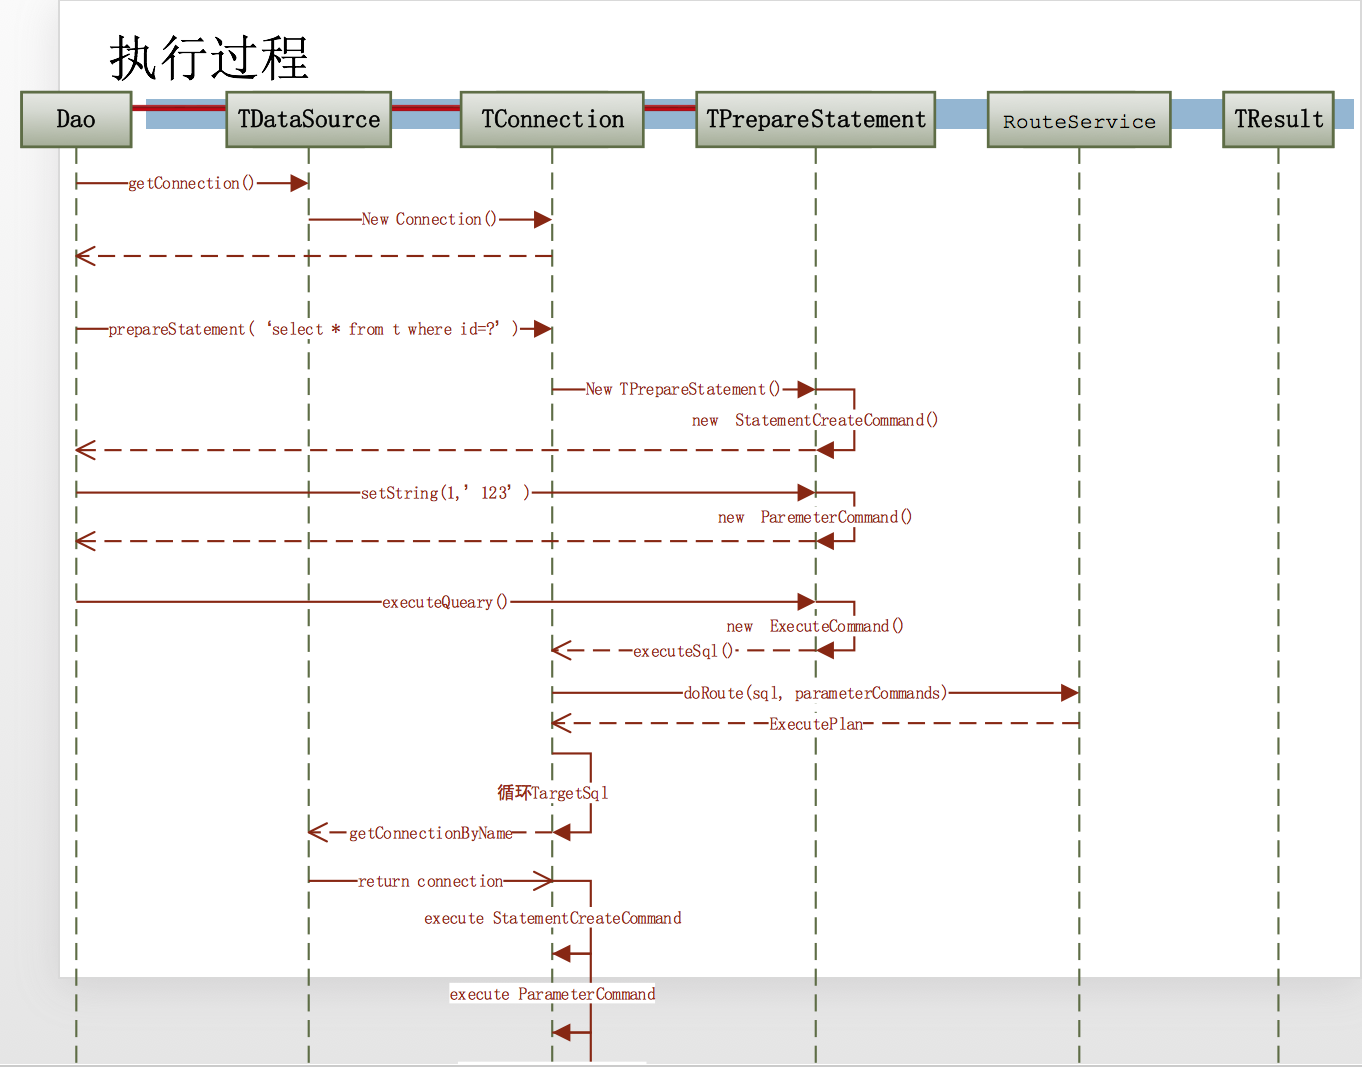 执行过程
Dao
TDataSource
TConnection
TPrepareStatement
RouteService
TResult
getConnection()
New Connection()
prepareStatement(‘select * from t where id=?’)
New TPrepareStatement()
new StatementCreateCommand()
setString(1,’123’)
new ParemeterCommand()
executeQueary()
new ExecuteCommand()
executeSql()
doRoute(sql, parameterCommands)
ExecutePlan
循环TargetSql
getConnectionByName
return connection
execute StatementCreateCommand
execute ParameterCommand